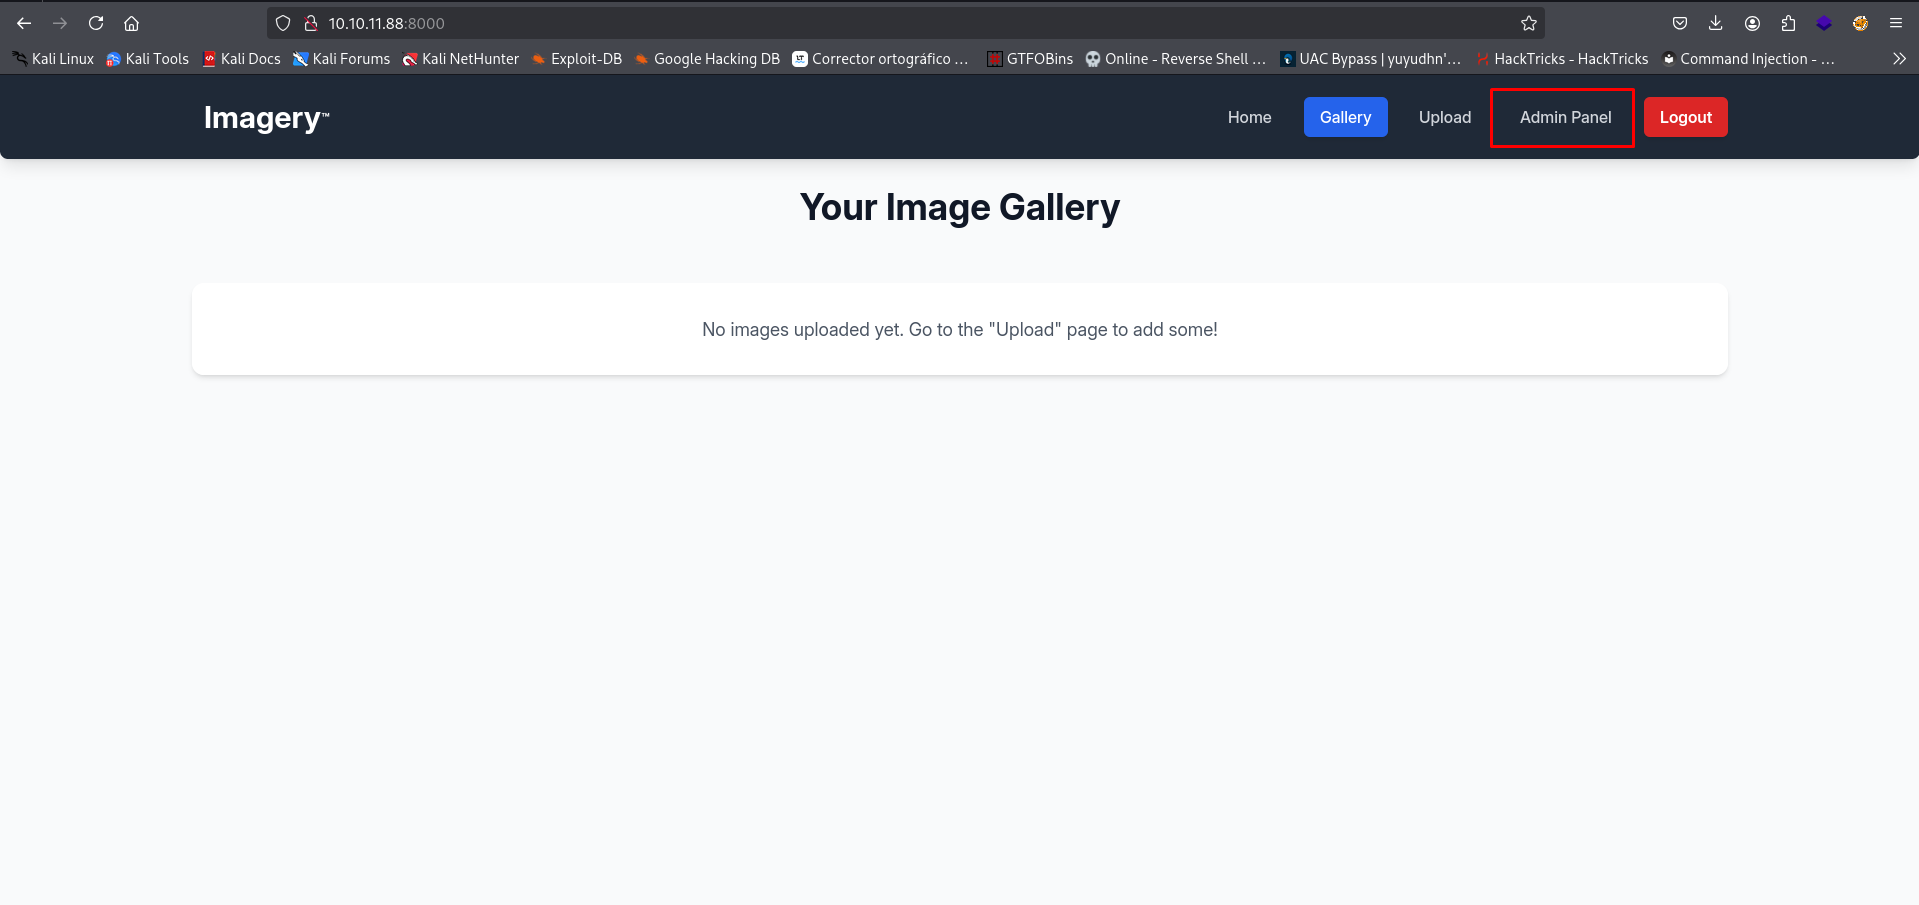 10.10.11.88:8000
Kali Linux Kali Tools Kali Docs Kali Forums Kali NetHunter Exploit-DB Google Hacking DB Corrector ortográfico ... GTFOBins Online - Reverse Shell ... UAC Bypass | yuyudhn'... HackTricks - HackTricks Command Injection - ...
Imagery™ Home Gallery Upload Admin Panel Logout
Your Image Gallery
No images uploaded yet. Go to the "Upload" page to add some!